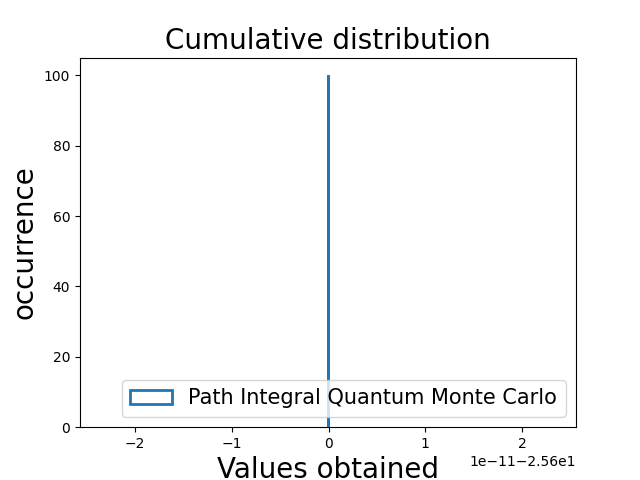 Cumulative distribution
occurrence
100
80
60
40
20
0
Path Integral Quantum Monte Carlo
−2 −1 0 1 2
1e−11−2.56e1
Values obtained